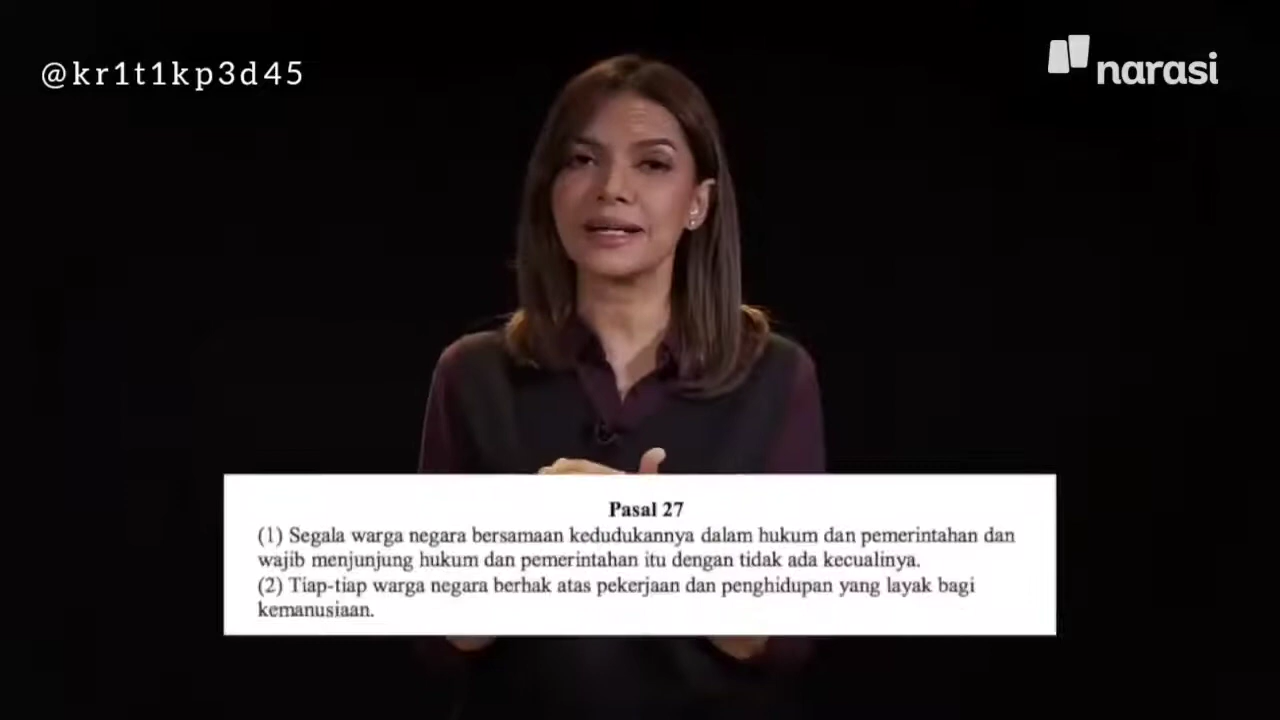 @kr1t1kp3d45
narasi
Pasal 27
(1) Segala warga negara bersamaan kedudukannya dalam hukum dan pemerintahan dan
wajib menjunjung hukum dan pemerintahan itu dengan tidak ada kecualinya.
(2) Tiap-tiap warga negara berhak atas pekerjaan dan penghidupan yang layak bagi
kemanusiaan.